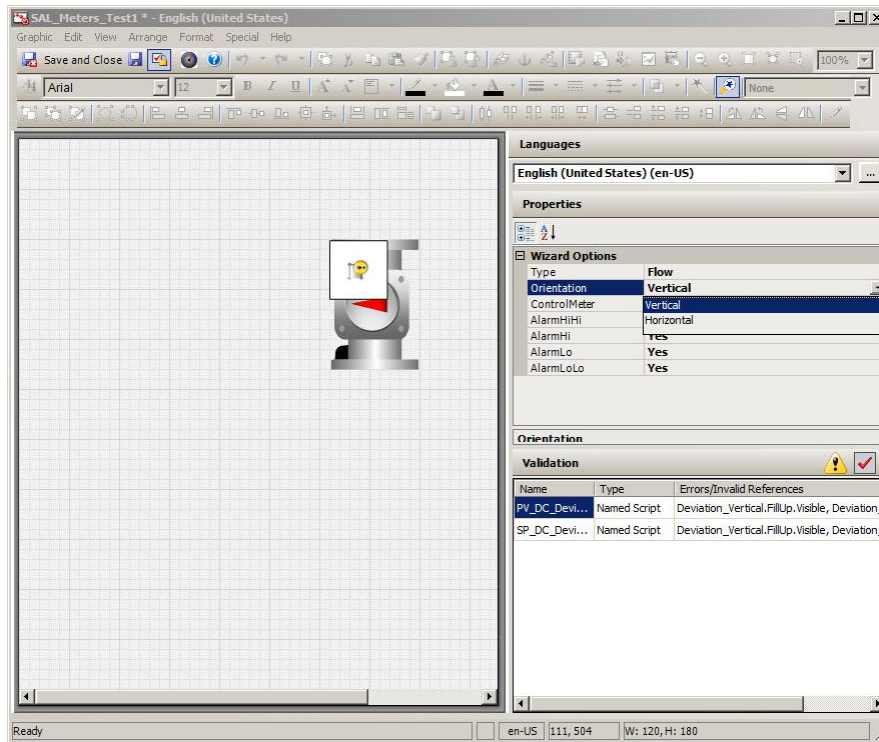 SAL_Meters_Test1 * - English (United States)
Graphic Edit View Arrange Format Special Help
Save and Close 100%
Arial 12 B I U A A A None
Languages
English (United States) (en-US) ...
Properties
Wizard Options
Type Flow
Orientation Vertical
ControlMeter Vertical
AlarmHiHi Horizontal
AlarmHi Yes
AlarmLo Yes
AlarmLoLo Yes
Orientation
Validation
Name Type Errors/Invalid References
PV_DC_Devi... Named Script Deviation_Vertical.FillUp.Visible, Deviation_
SP_DC_Devi... Named Script Deviation_Vertical.FillUp.Visible, Deviation_
Ready en-US 111, 504 W: 120, H: 180